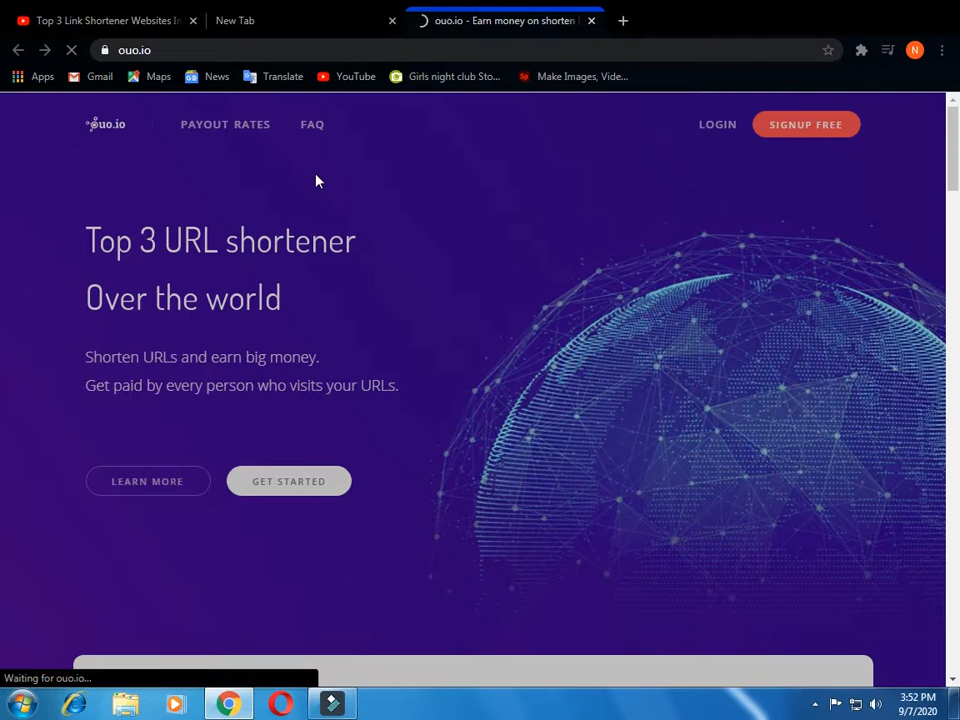 Top 3 Link Shortener Websites In
New Tab
ouo.io - Earn money on shorten
ouo.io
N
Apps
Gmail
Maps
News
Translate
YouTube
Girls night club Sto...
Sp
Make Images, Vide...
ouo.io
PAYOUT RATES
FAQ
LOGIN
SIGNUP FREE
Top 3 URL shortener
Over the world
Shorten URLs and earn big money.
Get paid by every person who visits your URLs.
LEARN MORE
GET STARTED
Waiting for ouo.io...
3:52 PM
9/7/2020